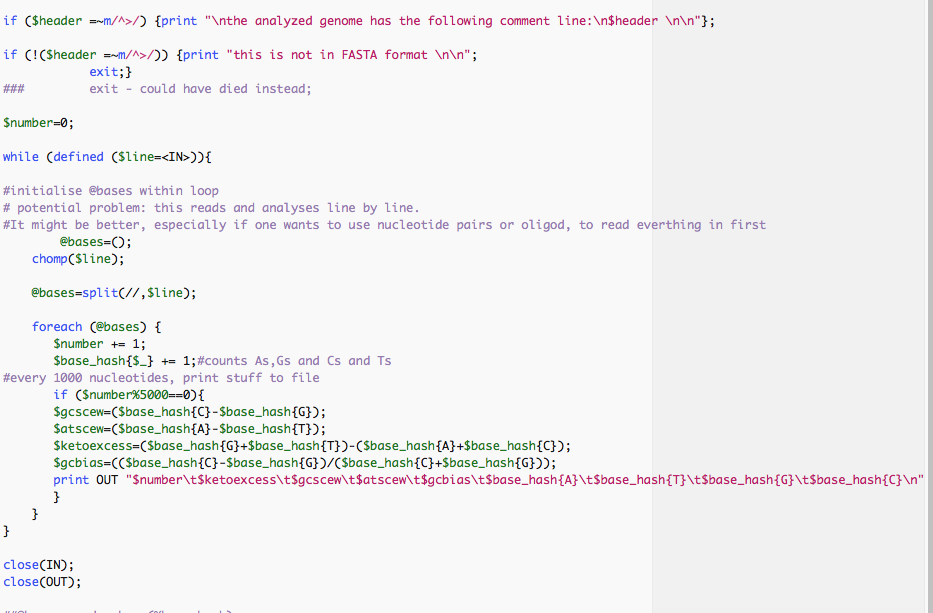 if ($header =~m/^>/) {print "\nthe analyzed genome has the following comment line:\n$header \n\n"};
if (!($header =~m/^>/)) {print "this is not in FASTA format \n\n";
exit;}
### exit - could have died instead;
$number=0;
while (defined ($line=<IN>)){
#initialise @bases within loop
# potential problem: this reads and analyses line by line.
#It might be better, especially if one wants to use nucleotide pairs or oligod, to read everthing in first
@bases=();
chomp($line);
@bases=split(//,$line);
foreach (@bases) {
$number += 1;
$base_hash{$_} += 1;#counts As,Gs and Cs and Ts
#every 1000 nucleotides, print stuff to file
if ($number%5000==0){
$gcscew=($base_hash{C}-$base_hash{G});
$atscew=($base_hash{A}-$base_hash{T});
$ketoexcess=($base_hash{G}+$base_hash{T})-($base_hash{A}+$base_hash{C});
$gcbias=(($base_hash{C}-$base_hash{G})/($base_hash{C}+$base_hash{G}));
print OUT "$number\t$ketoexcess\t$gcscew\t$atscew\t$gcbias\t$base_hash{A}\t$base_hash{T}\t$base_hash{G}\t$base_hash{C}\n"
}
}
}
close(IN);
close(OUT);